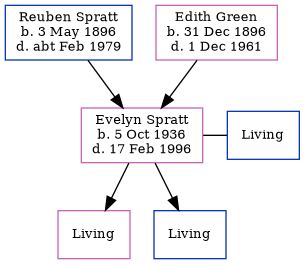 Reuben Spratt
b. 3 May 1896
d. abt Feb 1979
Edith Green
b. 31 Dec 1896
d. 1 Dec 1961
Evelyn Spratt
b. 5 Oct 1936
d. 17 Feb 1996
Living
Living
Living